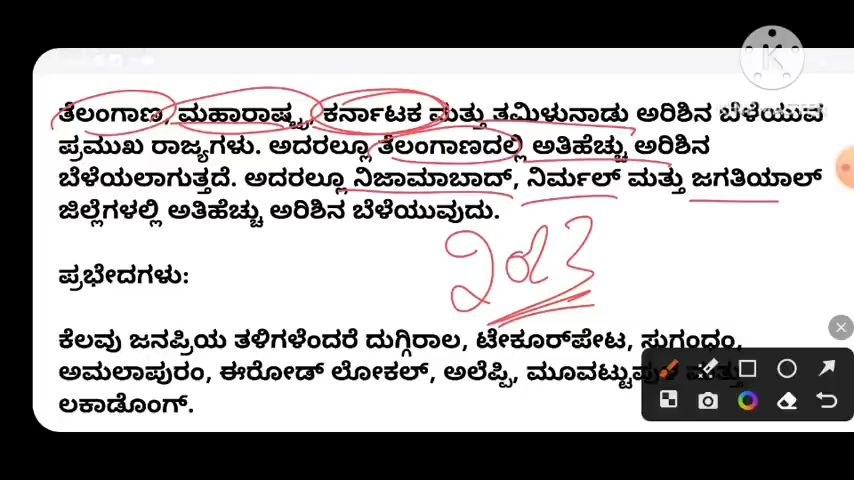 ತೆಲಂಗಾಣ, ಮಹಾರಾಷ್ಟ್ರ, ಕರ್ನಾಟಕ ಮತ್ತು ತಮಿಳುನಾಡು ಅರಿಶಿನ ಬೆಳೆಯುವ
ಪ್ರಮುಖ ರಾಜ್ಯಗಳು. ಅದರಲ್ಲೂ ತೆಲಂಗಾಣದಲ್ಲಿ ಅತಿಹೆಚ್ಚು ಅರಿಶಿನ
ಬೆಳೆಯಲಾಗುತ್ತದೆ. ಅದರಲ್ಲೂ ನಿಜಾಮಾಬಾದ್, ನಿರ್ಮಲ್ ಮತ್ತು ಜಗತಿಯಾಲ್
ಜಿಲ್ಲೆಗಳಲ್ಲಿ ಅತಿಹೆಚ್ಚು ಅರಿಶಿನ ಬೆಳೆಯುವುದು.
ಪ್ರಭೇದಗಳು:
ಕೆಲವು ಜನಪ್ರಿಯ ತಳಿಗಳೆಂದರೆ ದುಗ್ಗಿರಾಲ, ಟೇಕೂರ್‌ಪೇಟ, ಸುಗಂಧಂ,
ಅಮಲಾಪುರಂ, ಈರೋಡ್ ಲೋಕಲ್, ಅಲೆಪ್ಪಿ, ಮೂವಟ್ಟುಪುಳ ಮತ್ತು
ಲಕಾಡೊಂಗ್.